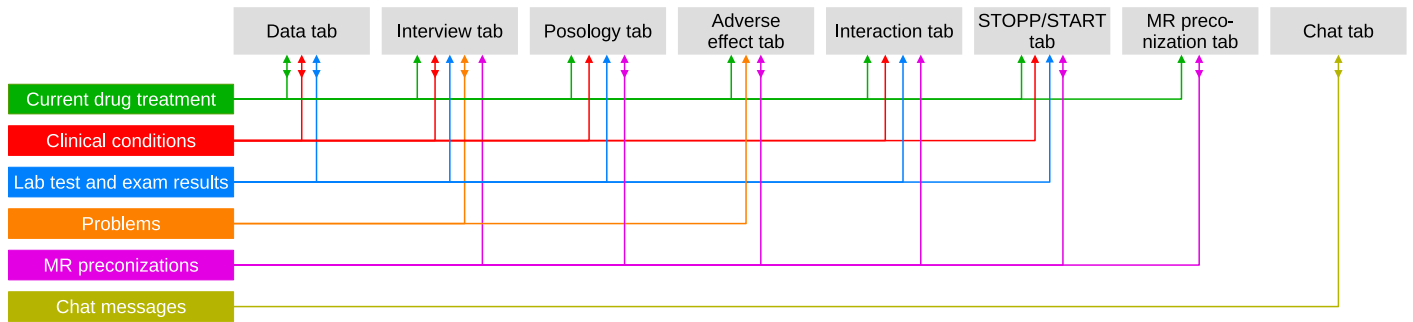 Data tab
Interview tab
Posology tab
Adverse
effect tab
Interaction tab
STOPP/START
tab
MR preco-
nization tab
Chat tab
Current drug treatment
Clinical conditions
Lab test and exam results
Problems
MR preconizations
Chat messages